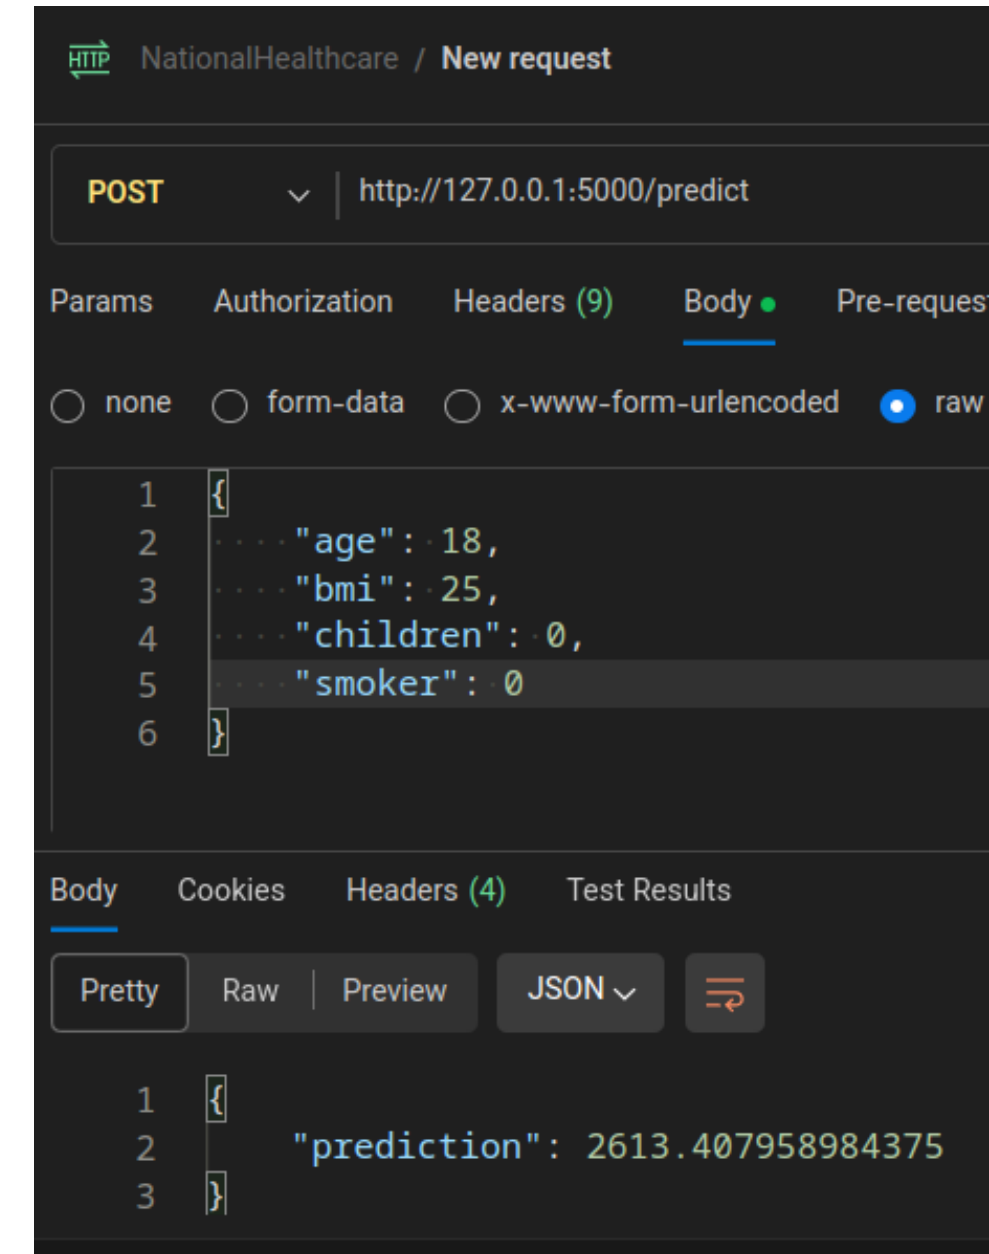 HTTP NationalHealthcare / New request
POST http://127.0.0.1:5000/predict
Params Authorization Headers (9) Body Pre-request
none form-data x-www-form-urlencoded raw
1 {
2 "age": 18,
3 "bmi": 25,
4 "children": 0,
5 "smoker": 0
6 }
Body Cookies Headers (4) Test Results
Pretty Raw Preview JSON
1 {
2 "prediction": 2613.407958984375
3 }